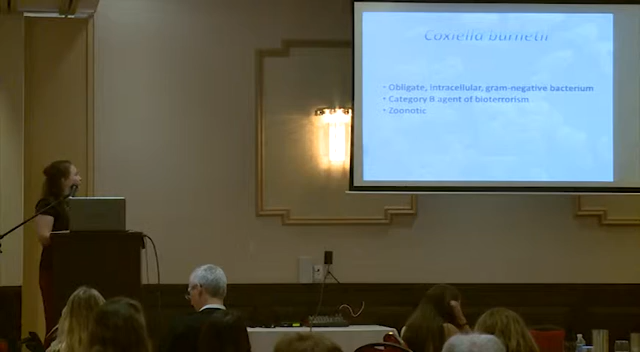 Coxiella burnetii
• Obligate, intracellular, gram-negative bacterium
• Category B agent of bioterrorism
• Zoonotic